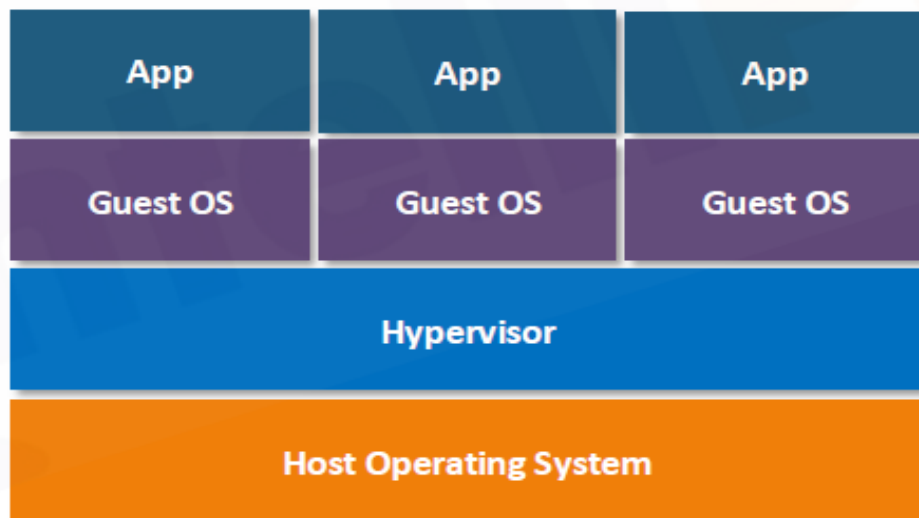 App App App
Guest OS Guest OS Guest OS
Hypervisor
Host Operating System